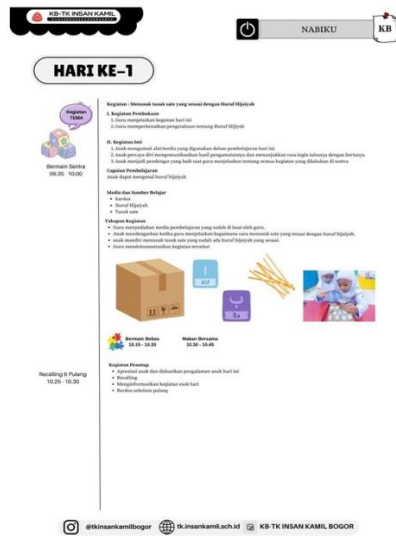 KB-TK INSAN KAMIL
NABIKU
KB
HARI KE-1
Kegiatan TEMA
Bermain Sentra
09.35 - 10.00
Kegiatan : Menusuk tusuk sate yang sesuai dengan Huruf Hijaiyah
I. Kegiatan Pembukaan
1. Guru menjelaskan kegiatan hari ini
2. Guru memperkenalkan pengetahuan tentang Huruf Hijiyah
II. Kegiatan Inti
1. Anak mengamati alat/media yang digunakan dalam pembelajaran hari ini
2. Anak percaya diri mengomunikasikan hasil pengamatannya dan menunjukkan rasa ingin tahunya dengan bertanya
3. Anak menjadi pendengar yang baik saat guru menjelaskan tentang semua kegiatan yang dilakukan di sentra
Capaian Pembelajaran
Anak dapat mengenal huruf hijaiyah
Media dan Sumber Belajar
• Kardus
• Huruf Hijaiyah
• Tusuk sate
Tahapan Kegiatan
• Guru menyediakan media pembelajaran yang sudah di buat oleh guru.
• Anak mendengarkan ketika guru menjelaskan bagaimana cara menusuk sate yang sesuai dengan huruf hijaiyah.
• anak mandiri menusuk tusuk sate yang sudah ada huruf hijaiyah yang sesuai.
• Guru mendokumentasikan kegiatan tersebut
ا
ب
Ba
Bermain Bebas
10.15 - 10.30
Makan Bersama
10.30 - 10.45
Recalling & Pulang
10.25 - 10.30
Kegiatan Penutup
• Apresiasi anak dan diskusikan pengalaman anak hari ini
• Recalling
• Menginformasikan kegiatan esok hari
• Berdoa sebelum pulang
@tkinsankamilbogor
tk.insankamil.sch.id
KB-TK INSAN KAMIL BOGOR